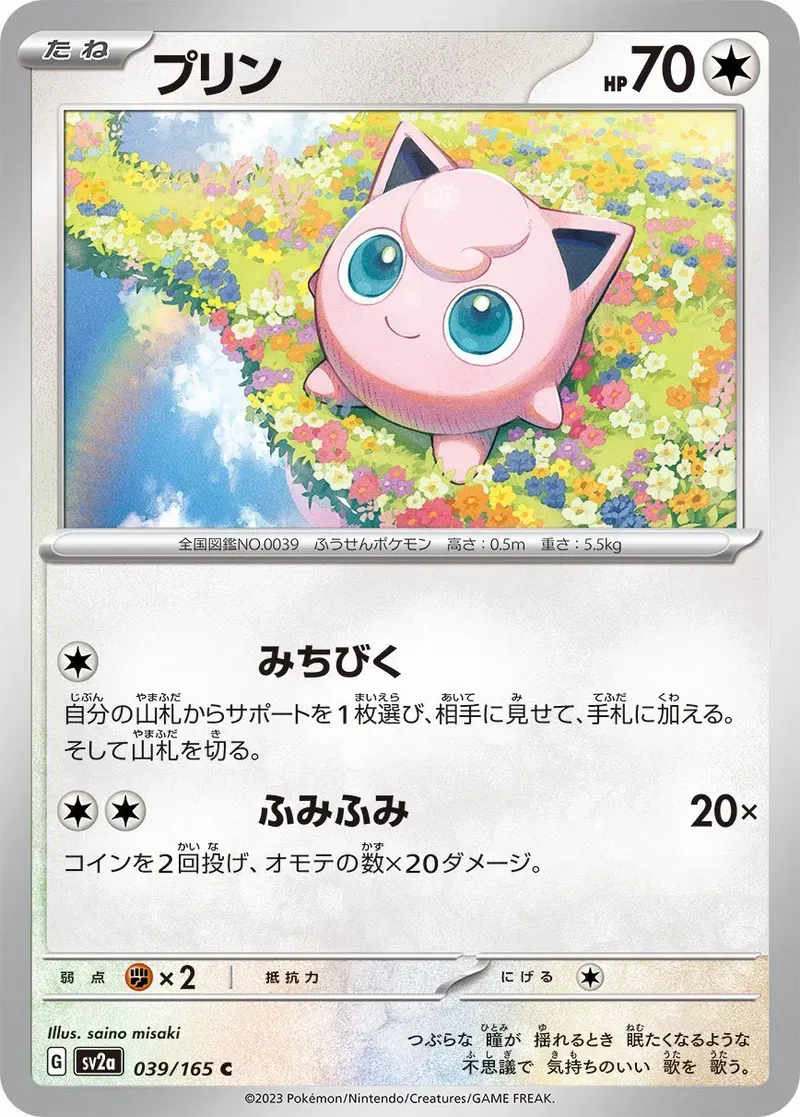 たね プリン HP70
全国図鑑NO.0039 ふうせんポケモン 高さ:0.5m 重さ:5.5kg
みちびく
自分の山札からサポートを1枚選び、相手に見せて、手札に加える。
そして山札を切る。
ふみふみ 20×
コインを2回投げ、オモテの数×20ダメージ。
弱点 ×2 抵抗力 にげる
Illus. saino misaki
G sv2a 039/165 C
つぶらな 瞳が 揺れるとき 眠たくなるような
不思議で 気持ちのいい 歌を 歌う。
©2023 Pokémon/Nintendo/Creatures/GAME FREAK.